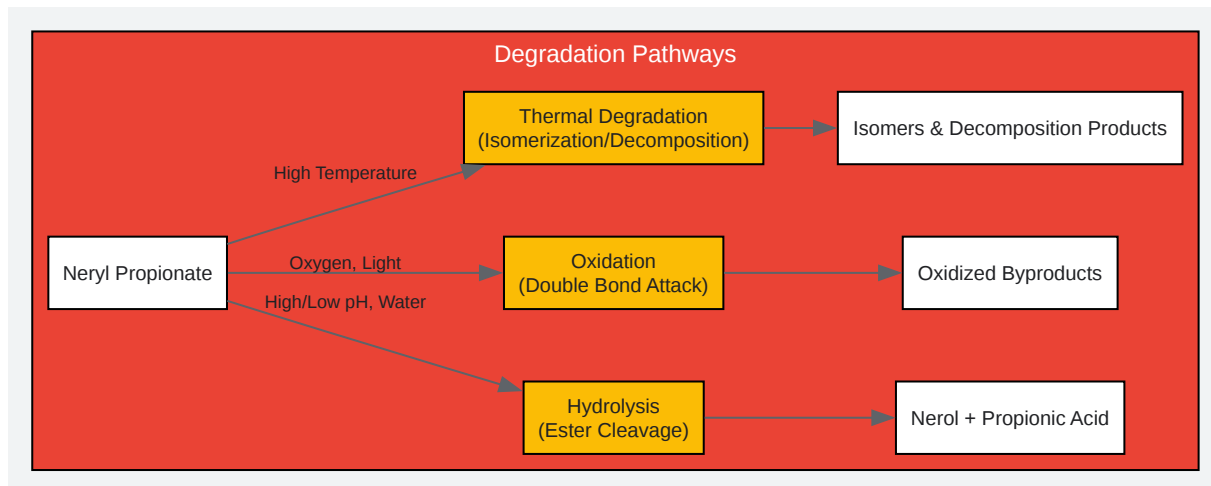 Degradation Pathways
Thermal Degradation
(Isomerization/Decomposition)
Isomers & Decomposition Products
High Temperature
Neryl Propionate
Oxygen, Light
Oxidation
(Double Bond Attack)
Oxidized Byproducts
High/Low pH, Water
Hydrolysis
(Ester Cleavage)
Nerol + Propionic Acid